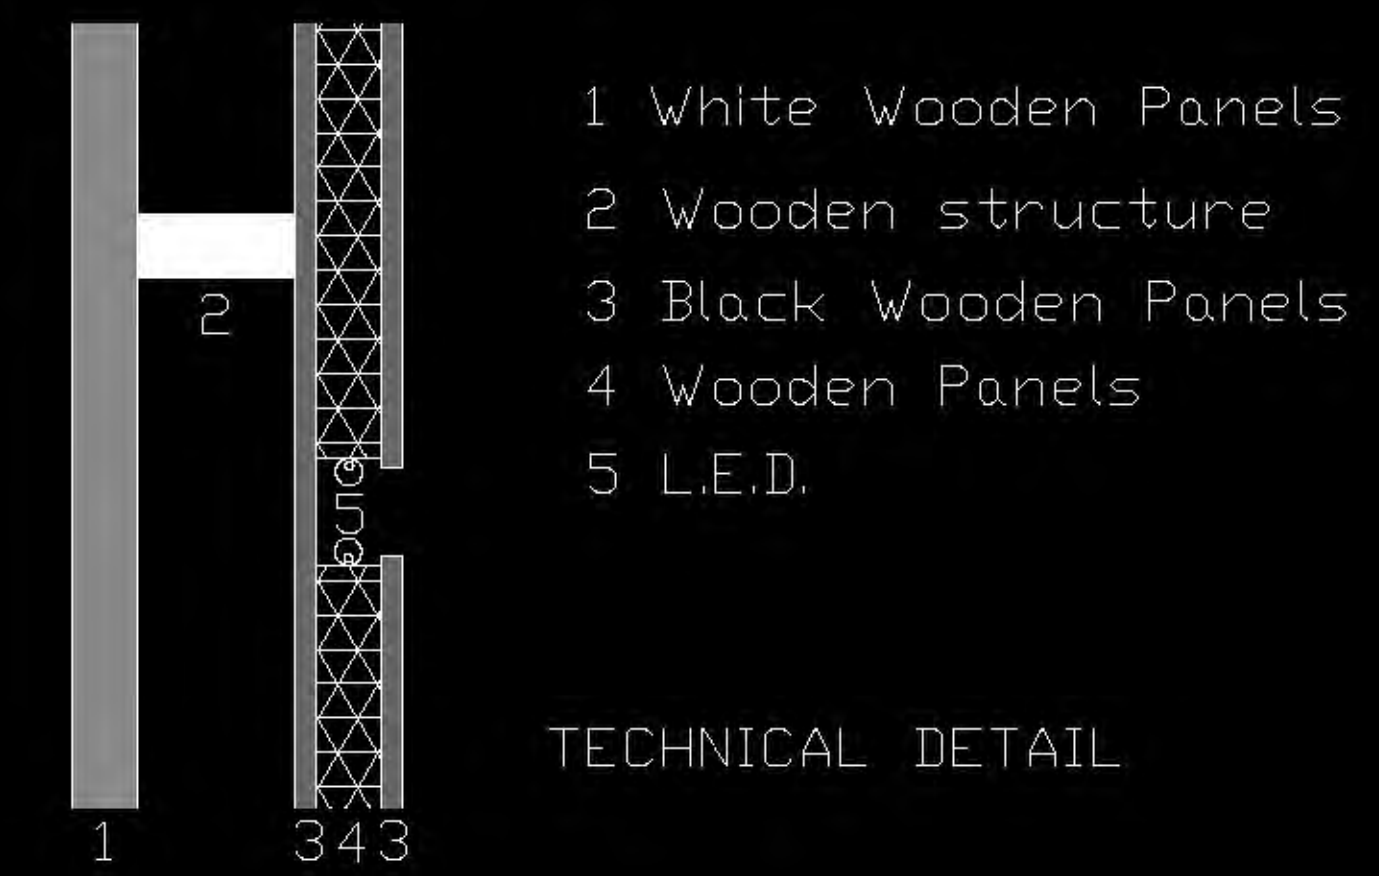 1 White Wooden Panels
2 Wooden structure
3 Black Wooden Panels
4 Wooden Panels
5 L.E.D.
2
5
TECHNICAL DETAIL
1 3 4 3